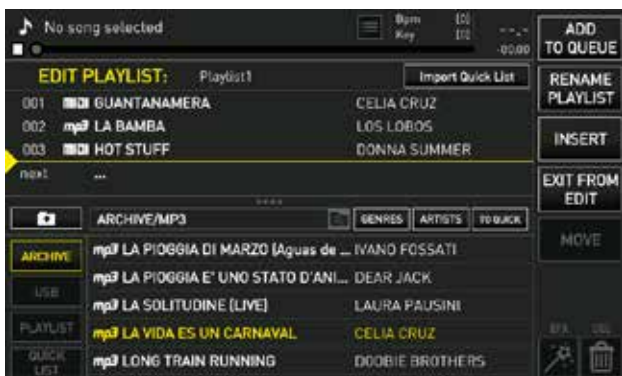 No song selected
Bpm [0]
Key [0]
--.-
-00:00
ADD TO QUEUE
EDIT PLAYLIST: Playlist1 Import Quick List
RENAME PLAYLIST
001 MIDI GUANTANAMERA CELIA CRUZ
002 mp3 LA BAMBA LOS LOBOS
003 MIDI HOT STUFF DONNA SUMMER
INSERT
next ...
EXIT FROM EDIT
ARCHIVE/MP3 GENRES ARTISTS TO QUICK
MOVE
ARCHIVE
mp3 LA PIOGGIA DI MARZO (Aguas de ... IVANO FOSSATI
mp3 LA PIOGGIA E' UNO STATO D'ANI... DEAR JACK
USB
mp3 LA SOLITUDINE (LIVE) LAURA PAUSINI
PLAYLIST
mp3 LA VIDA ES UN CARNAVAL CELIA CRUZ
DEL
QUICK LIST
mp3 LONG TRAIN RUNNING DOOBIE BROTHERS